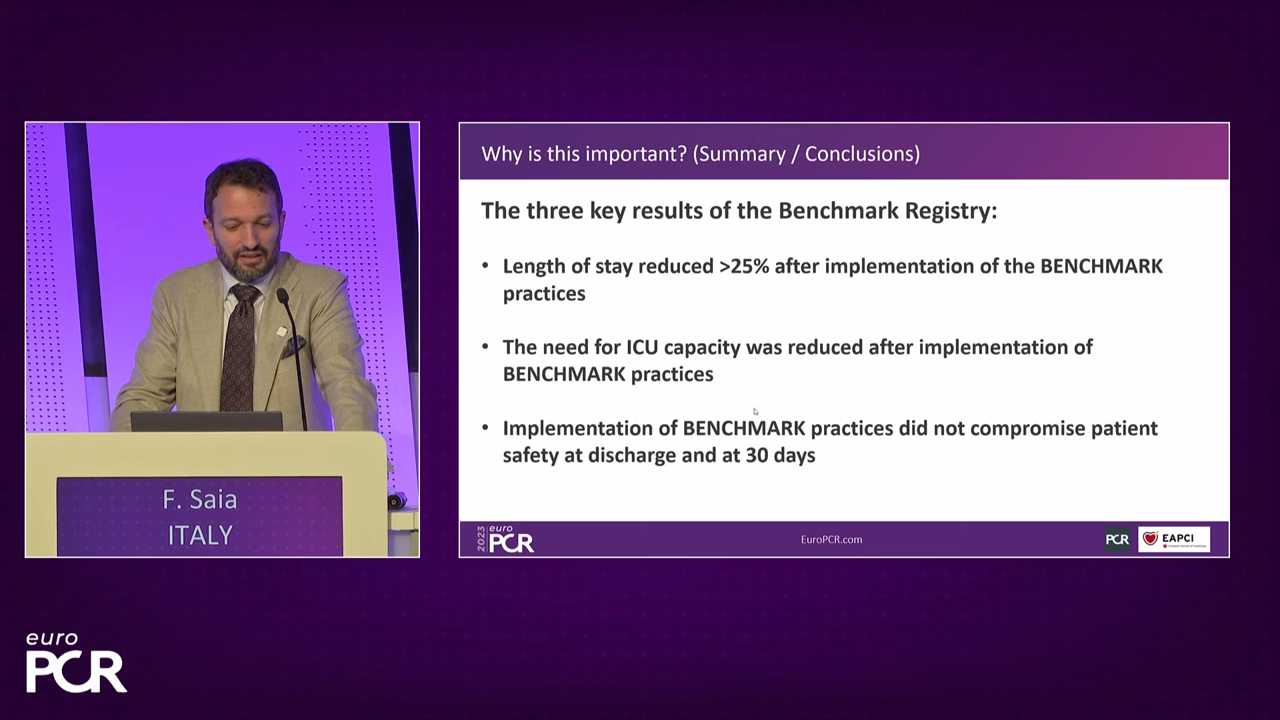 F. Saia
ITALY
Why is this important? (Summary / Conclusions)
The three key results of the Benchmark Registry:
• Length of stay reduced >25% after implementation of the BENCHMARK
practices
• The need for ICU capacity was reduced after implementation of
BENCHMARK practices
• Implementation of BENCHMARK practices did not compromise patient
safety at discharge and at 30 days
2023 euro
PCR
EuroPCR.com
PCR
EAPCI
euro
PCR